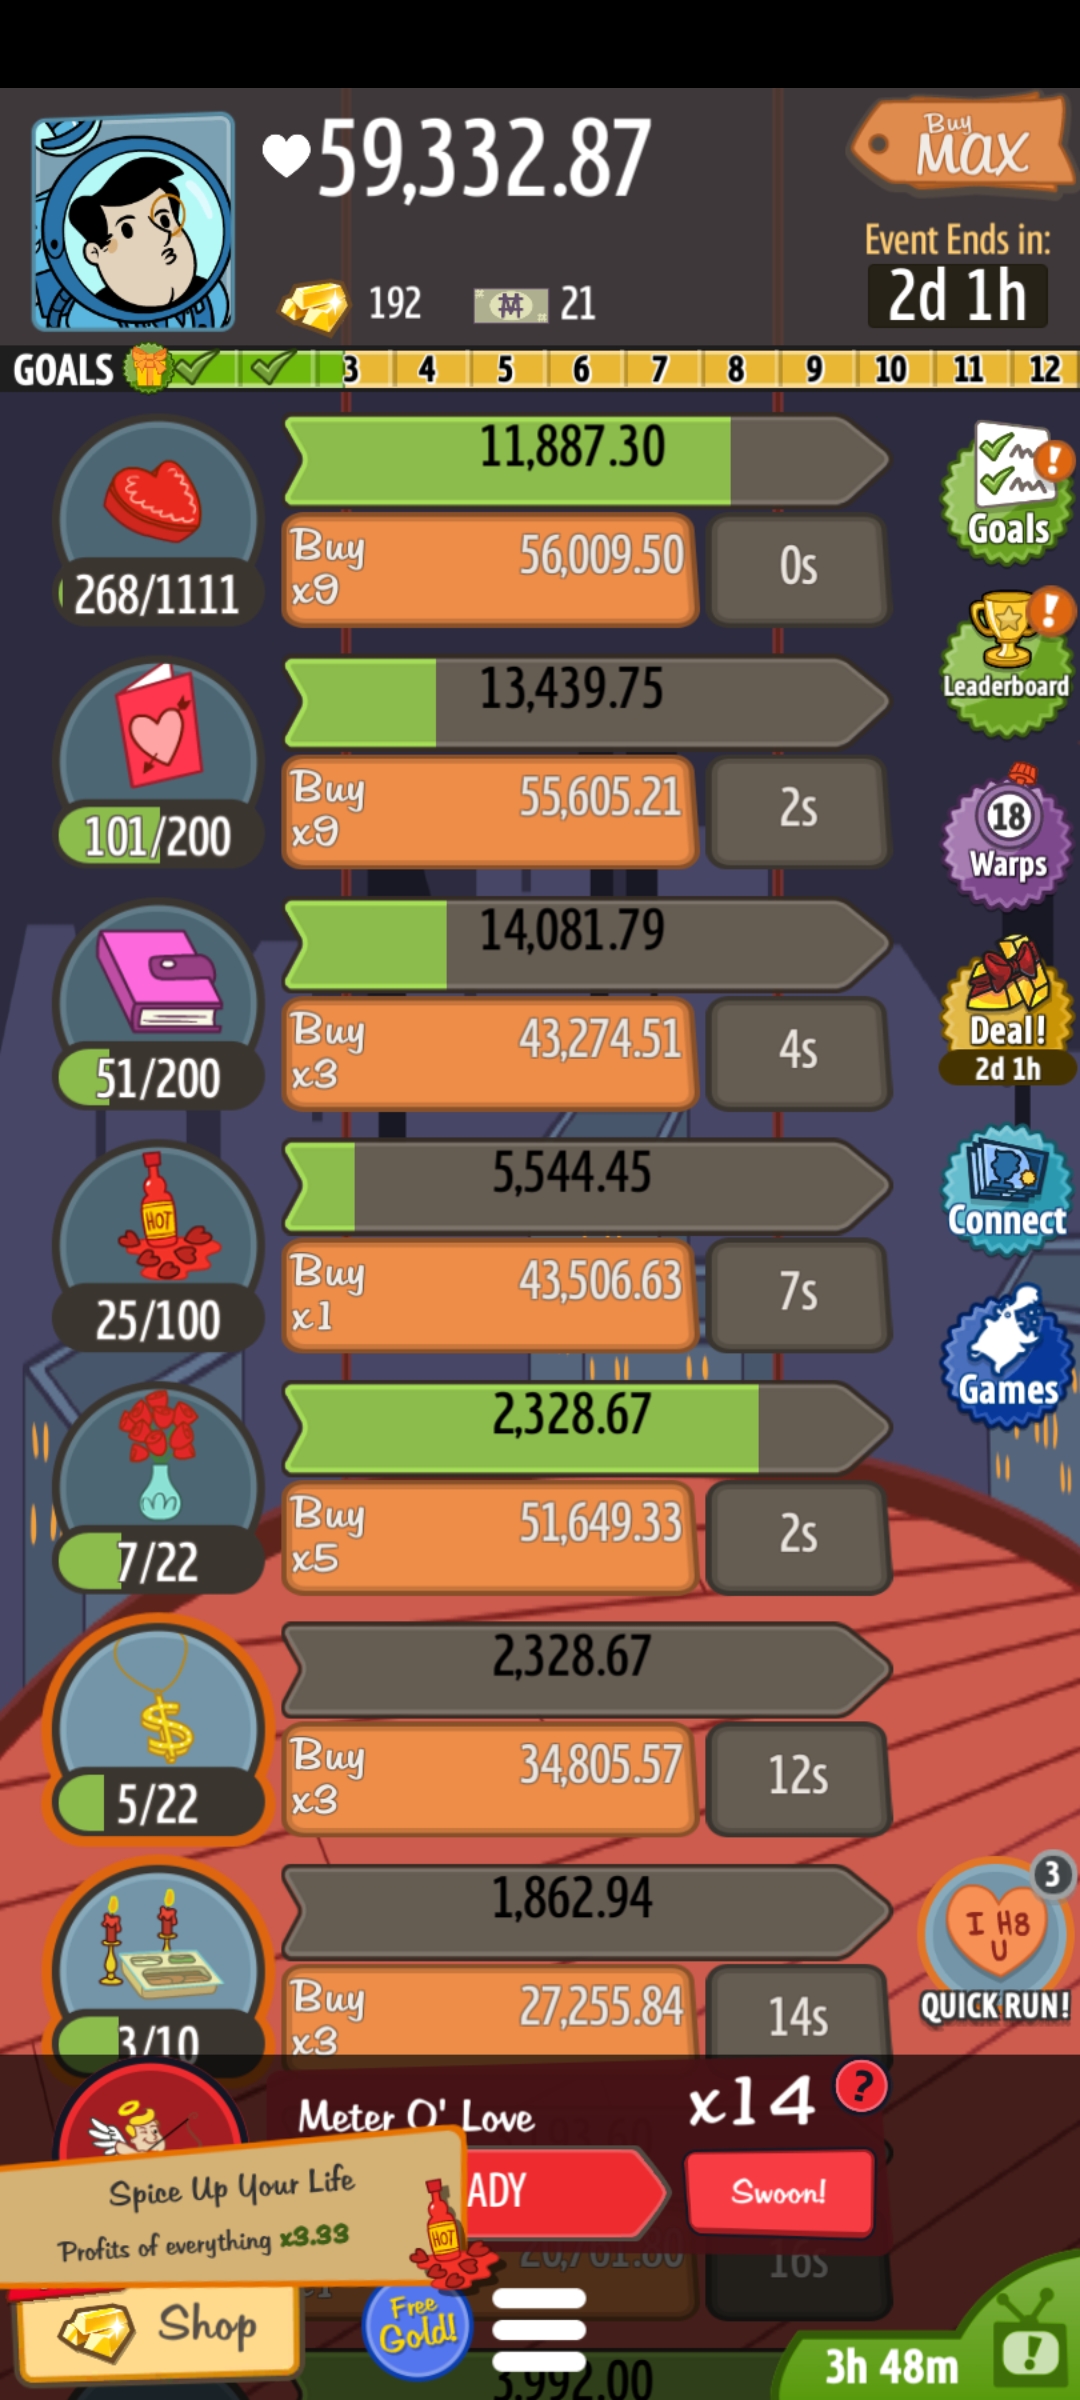 59,332.87
Buy
MAX
Event Ends in:
192
21
2d 1h
GOALS 3 4 5 6 7 8 9 10 11 12
11,887.30
Buy
x9
56,009.50
0s
268/1111
Goals
13,439.75
Buy
x9
55,605.21
2s
101/200
Leaderboard
18
Warps
14,081.79
Buy
x3
43,274.51
4s
51/200
Deal!
2d 1h
HOT
5,544.45
Buy
x1
43,506.63
7s
25/100
Connect
Games
2,328.67
Buy
x5
51,649.33
2s
7/22
$
2,328.67
Buy
x3
34,805.57
12s
5/22
1,862.94
Buy
x3
27,255.84
14s
3/10
3
I H8
U
QUICK RUN!
Meter O' Love
x14
?
ADY
Swoon!
Spice Up Your Life
Profits of everything x3.33
HOT
16s
Shop
Free
Gold!
3,992.00
3h 48m